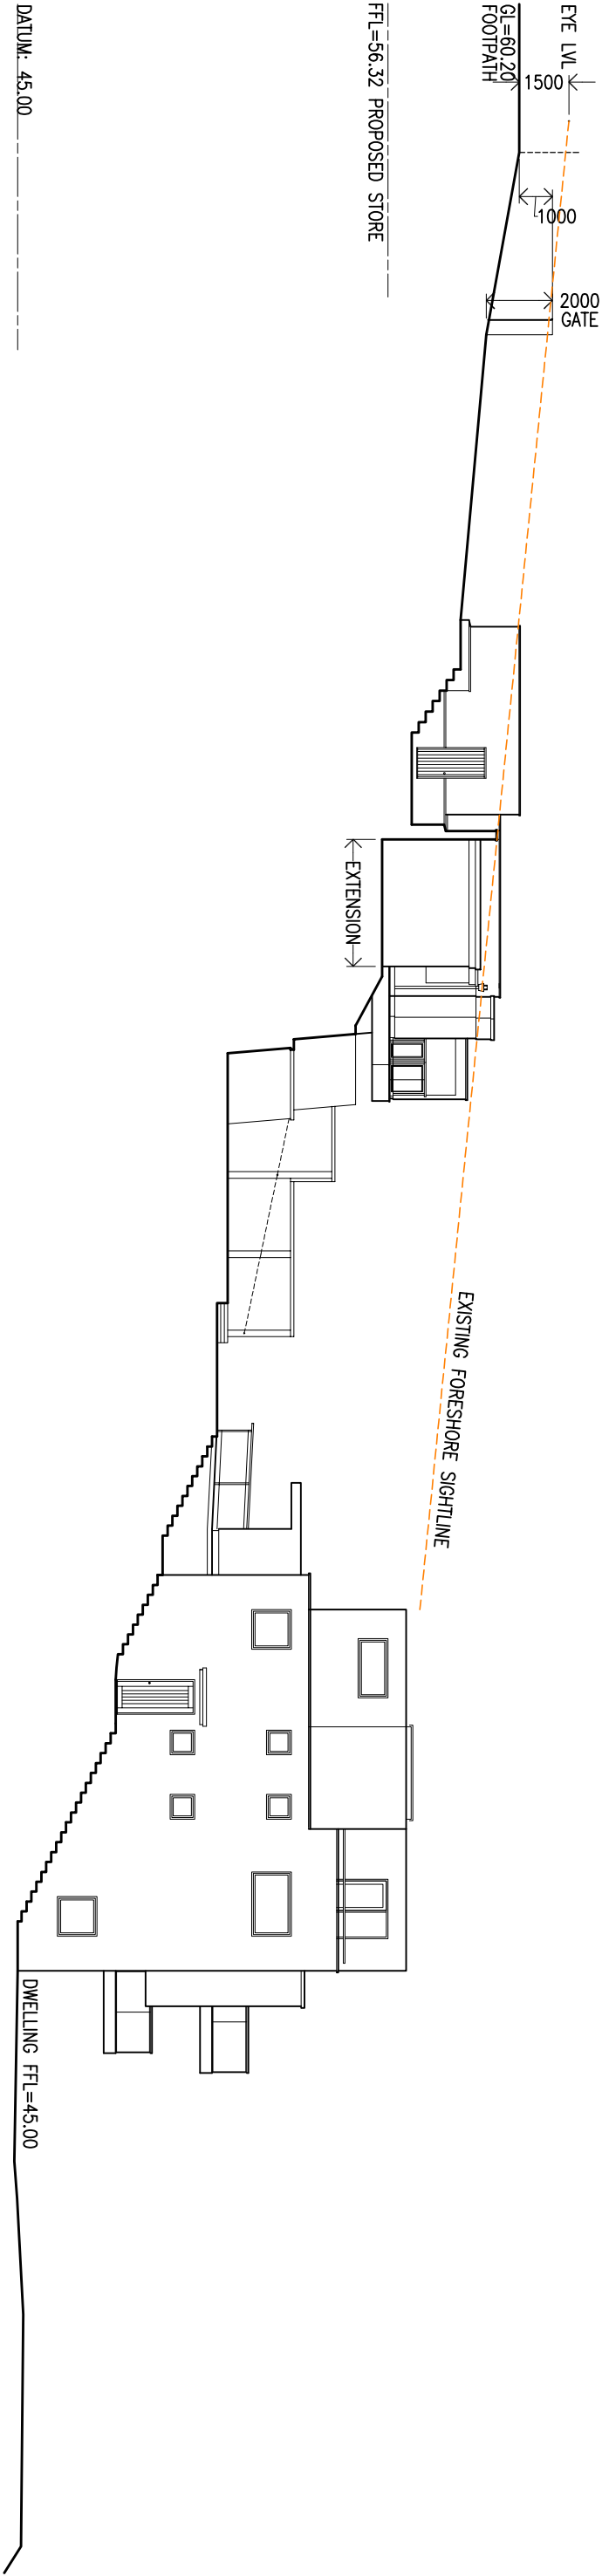 EYE LVL
1500
GL=60.20
FOOTPATH
1000
2000
GATE
FFL=56.32 PROPOSED STORE
DATUM: 45.00
EXTENSION
EXISTING FORESHORE SIGHTLINE
DWELLING FFL=45.00